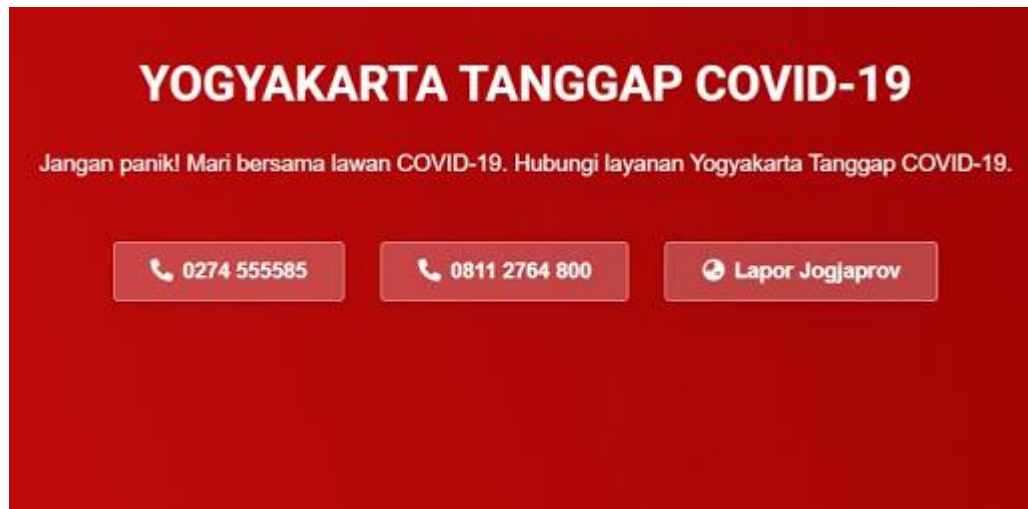 YOGYAKARTA TANGGAP COVID-19
Jangan panik! Mari bersama lawan COVID-19. Hubungi layanan Yogyakarta Tanggap COVID-19.
0274 555585
0811 2764 800
Lapor Jogjaprov